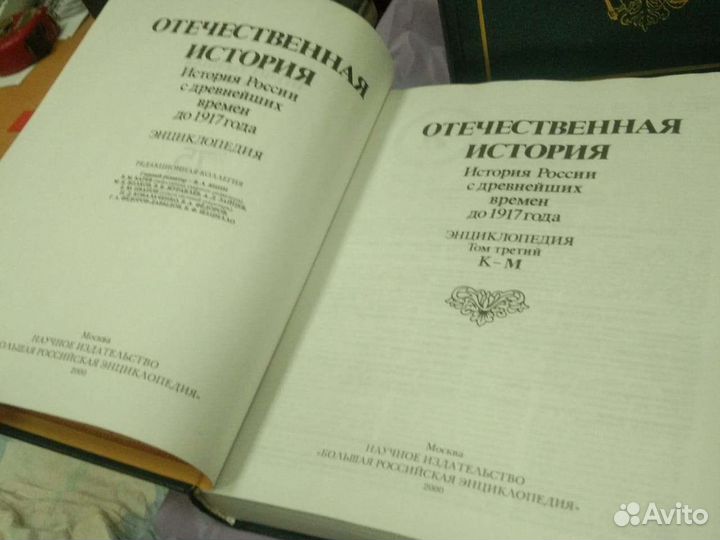 ОТЕЧЕСТВЕННАЯ
ИСТОРИЯ
История России
с древнейших
времен
до 1917 года
ЭНЦИКЛОПЕДИЯ
РЕДАКЦИОННАЯ КОЛЛЕГИЯ
Москва
НАУЧНОЕ ИЗДАТЕЛЬСТВО
БОЛЬШАЯ РОССИЙСКАЯ ЭНЦИКЛОПЕДИЯ»
2000
ОТЕЧЕСТВЕННАЯ
ИСТОРИЯ
История России
с древнейших
времен
до 1917 года
ЭНЦИКЛОПЕДИЯ
Том третий
К – М
Москва
НАУЧНОЕ ИЗДАТЕЛЬСТВО
«БОЛЬШАЯ РОССИЙСКАЯ ЭНЦИКЛОПЕДИЯ»
2000
Avito